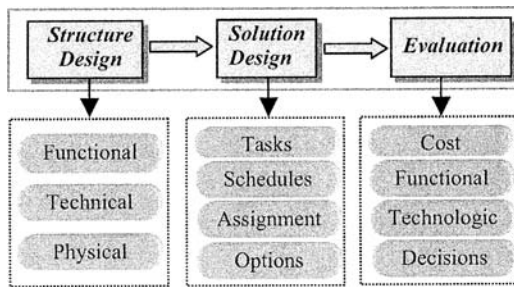 Structure
Design
Solution
Design
Evaluation
Functional
Technical
Physical
Tasks
Schedules
Assignment
Options
Cost
Functional
Technologic
Decisions